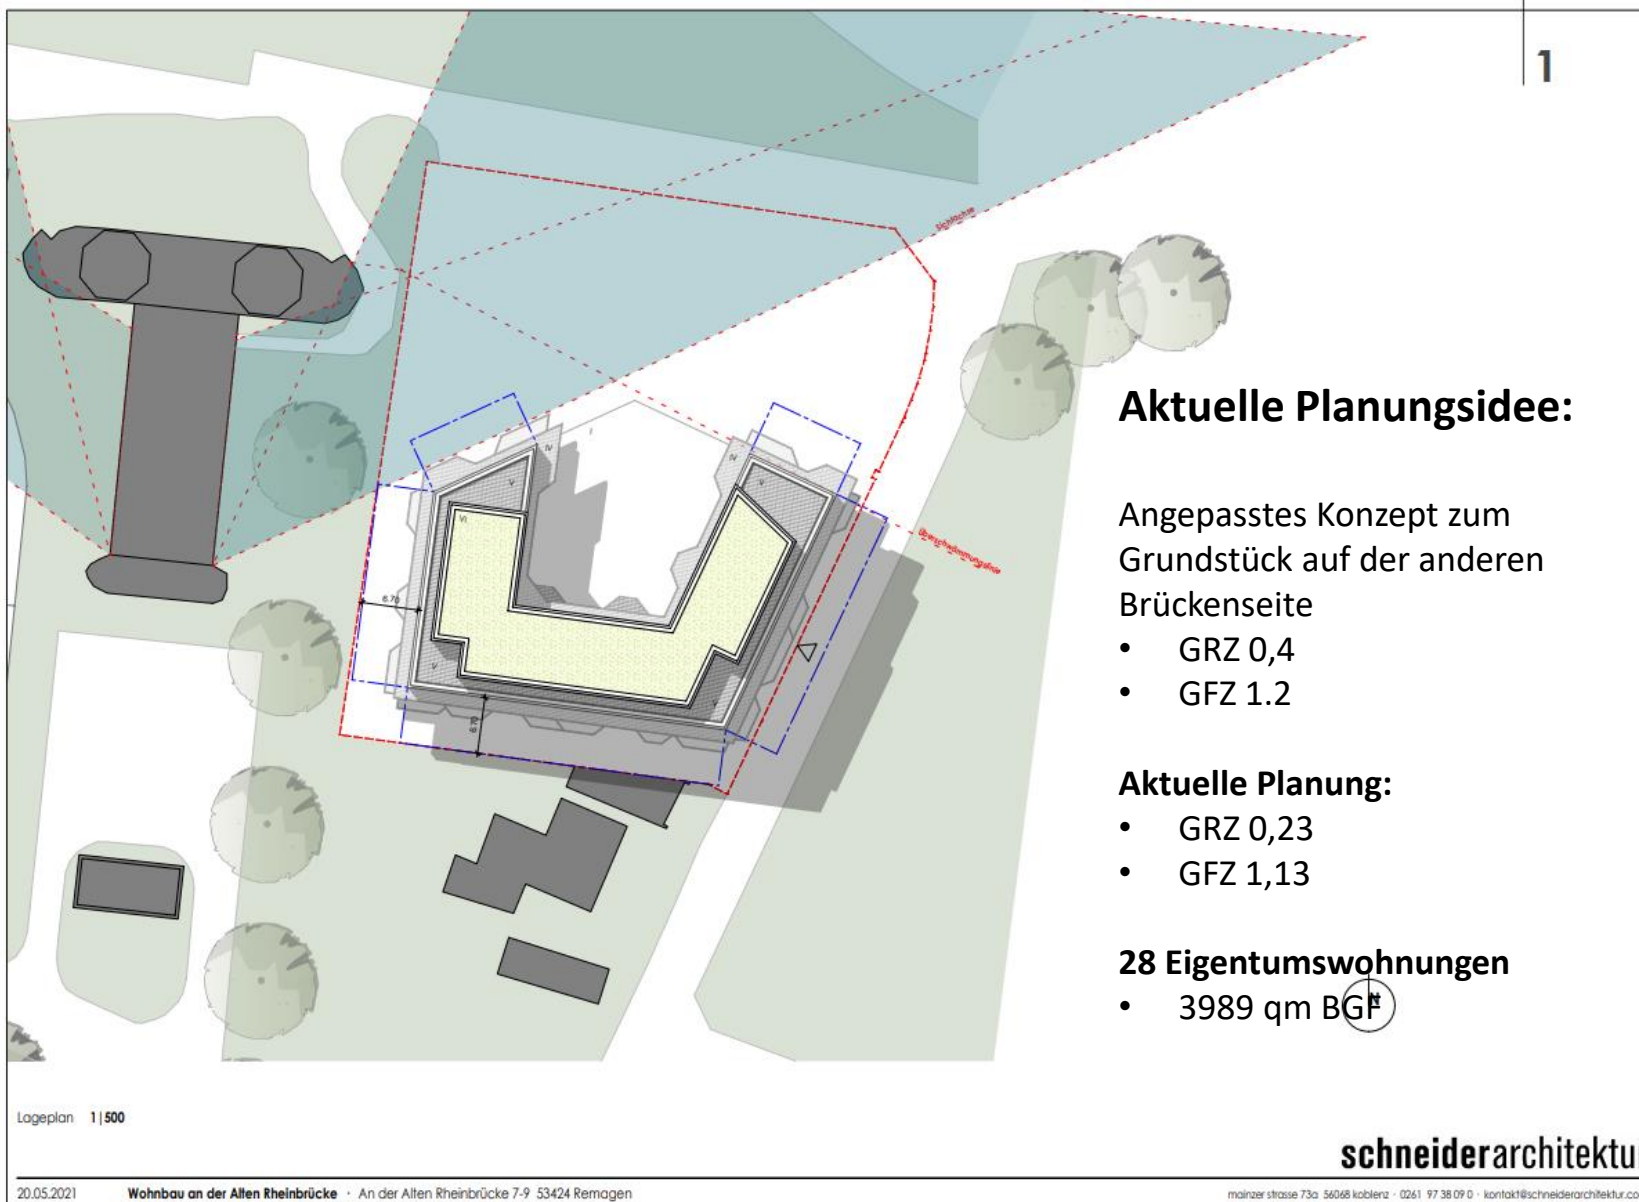 1
Sichtachse
Aktuelle Planungsidee:
Angepasstes Konzept zum
Grundstück auf der anderen
Brückenseite
• GRZ 0,4
• GFZ 1.2
Aktuelle Planung:
• GRZ 0,23
• GFZ 1,13
28 Eigentumswohnungen
• 3989 qm BGF
N
I
IV
IV
V
V
VI
V
V
6.70
6.70
Überschwemmungslinie
Lageplan 1|500
schneiderarchitektu
20.05.2021 Wohnbau an der Alten Rheinbrücke · An der Alten Rheinbrücke 7-9 53424 Remagen
mainzer strasse 73a 56068 koblenz · 0261 97 38 09 0 · kontakt@schneiderarchitektur.co